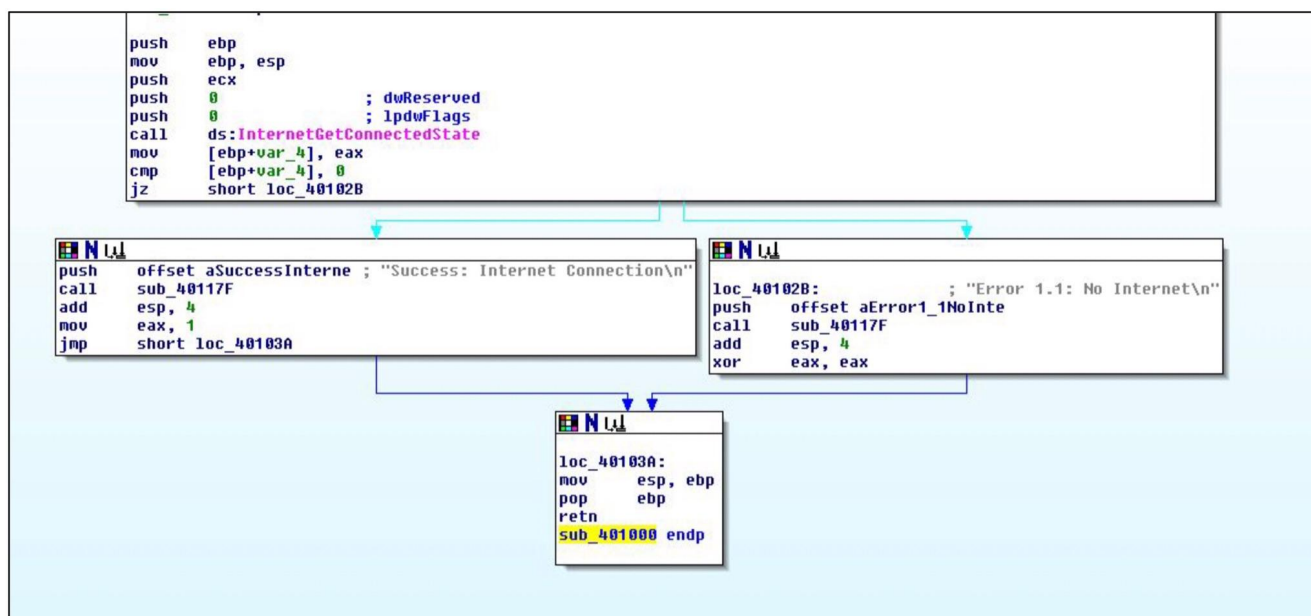 push ebp
mov ebp, esp
push ecx
push 0 ; dwReserved
push 0 ; lpdwFlags
call ds:InternetGetConnectedState
mov [ebp+var_4], eax
cmp [ebp+var_4], 0
jz short loc_40102B
push offset aSuccessInterne ; "Success: Internet Connection\n"
call sub_40117F
add esp, 4
mov eax, 1
jmp short loc_40103A
loc_40102B: ; "Error 1.1: No Internet\n"
push offset aError1_1NoInte
call sub_40117F
add esp, 4
xor eax, eax
loc_40103A:
mov esp, ebp
pop ebp
retn
sub_401000 endp